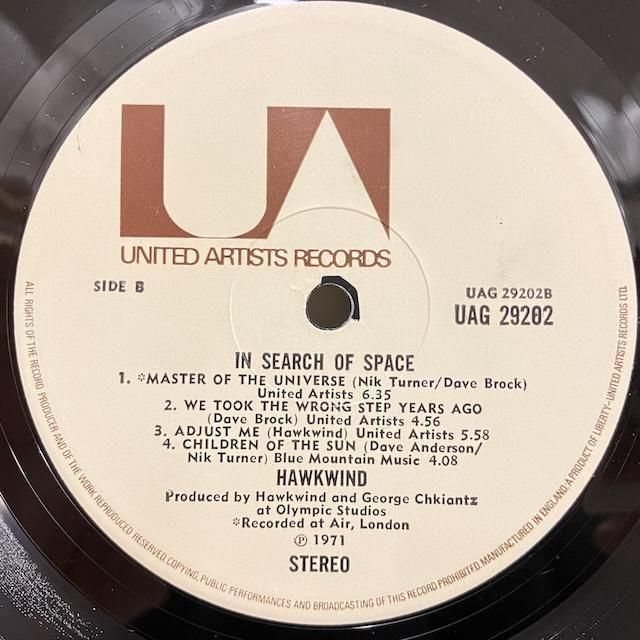 UA
UNITED ARTISTS RECORDS
SIDE B
UAG 29202B
UAG 29202
IN SEARCH OF SPACE
1. *MASTER OF THE UNIVERSE (Nik Turner/Dave Brock)
United Artists 6.35
2. WE TOOK THE WRONG STEP YEARS AGO
(Dave Brock) United Artists 4.56
3. ADJUST ME (Hawkwind) United Artists 5.58
4. CHILDREN OF THE SUN (Dave Anderson/
Nik Turner) Blue Mountain Music 4.08
HAWKWIND
Produced by Hawkwind and George Chkiantz
at Olympic Studios
*Recorded at Air, London
℗ 1971
STEREO
ALL RIGHTS OF THE RECORD PRODUCER AND OF THE WORK REPRODUCED RESERVED. COPYING, PUBLIC PERFORMANCES AND BROADCASTING OF THIS RECORD PROHIBITED. MANUFACTURED IN ENGLAND. A PRODUCT OF LIBERTY-UNITED ARTISTS RECORDS LTD.